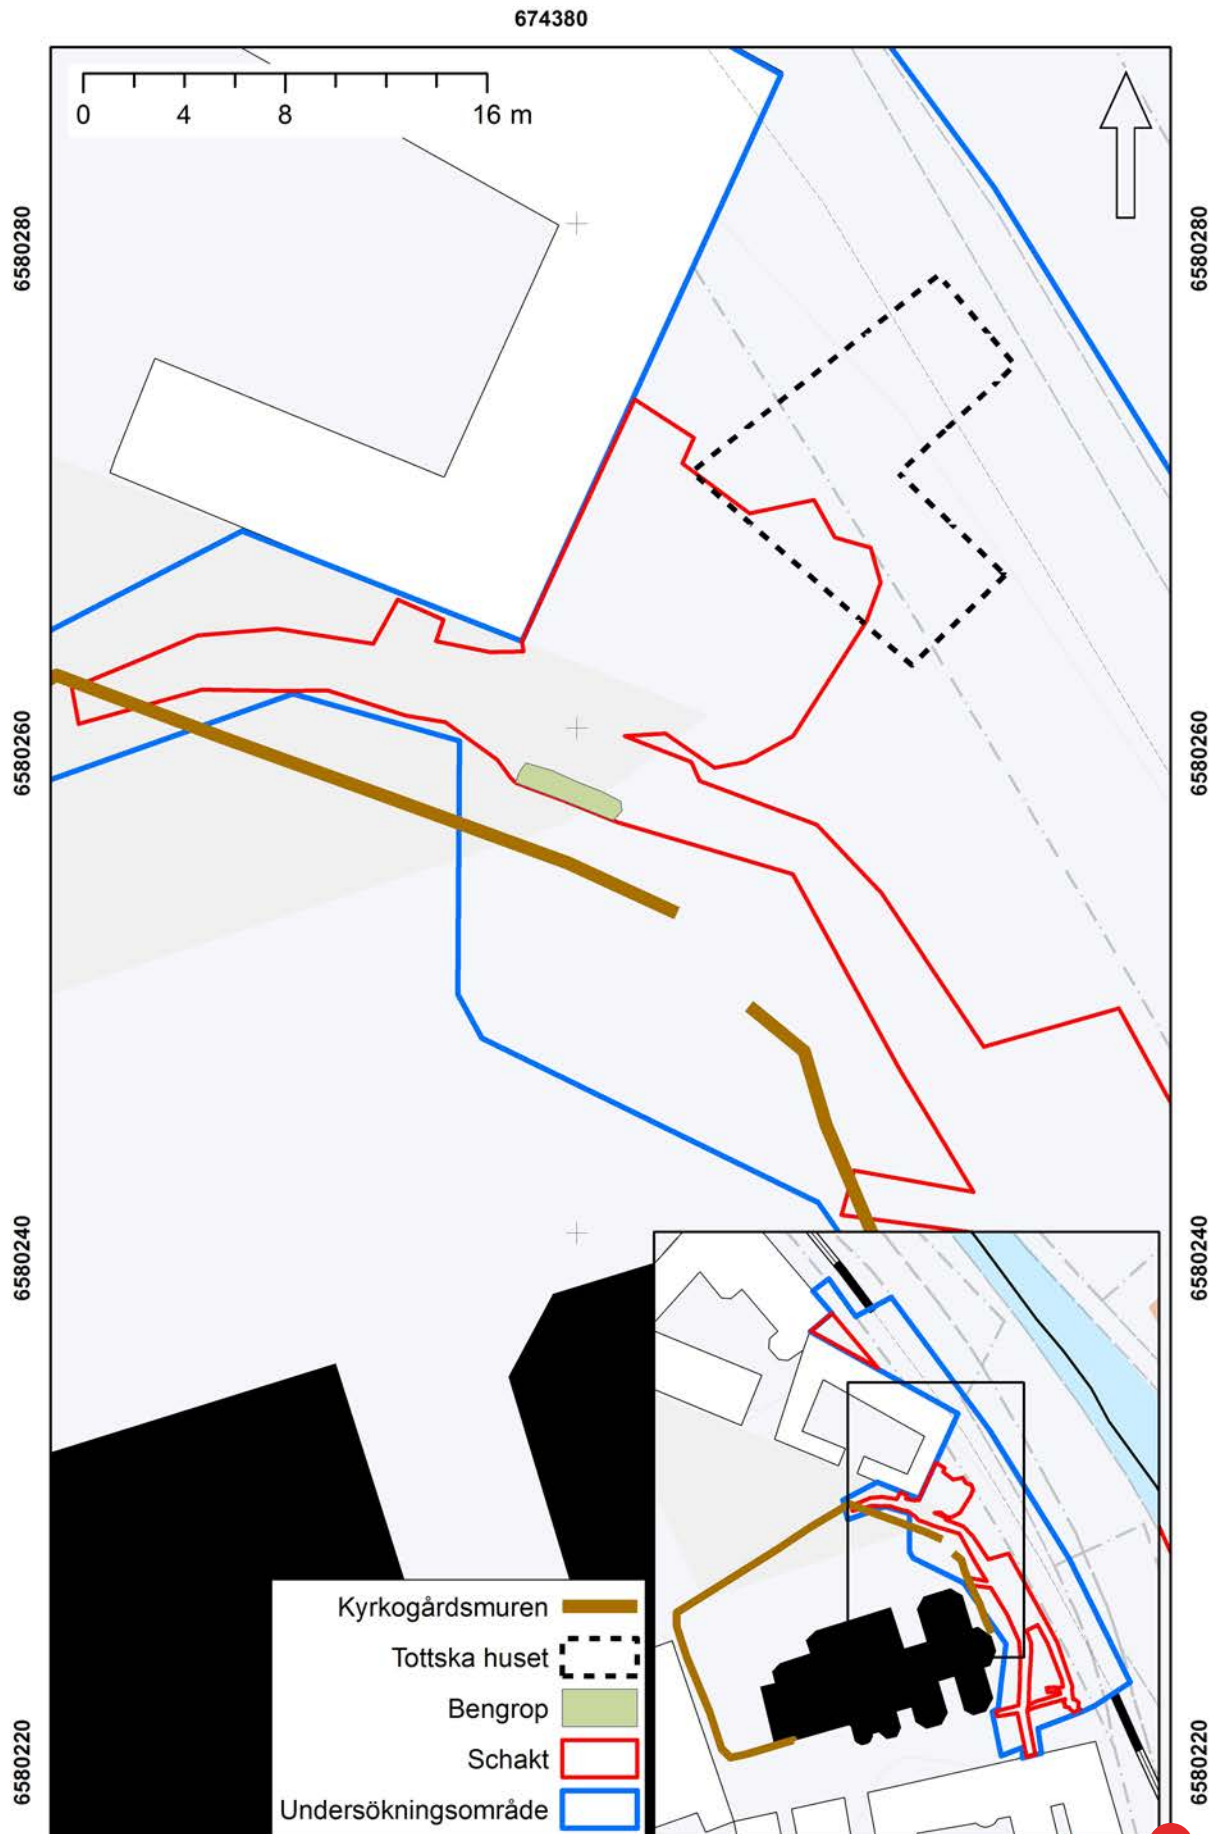 674380
0 4 8 16 m
6580280 6580280
6580260 6580260
6580240 6580240
Kyrkogårdsmuren
Tottska huset
Bengrop
Schakt
Undersökningsområde
6580220 6580220